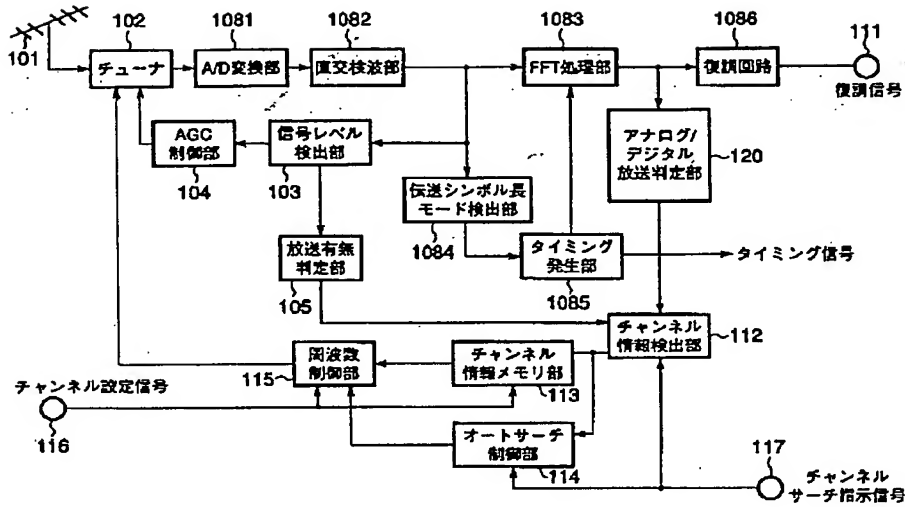 102
1081
1082
1083
1086
111
101
チューナ
A/D変換部
直交検波部
FFT処理部
復調回路
復調信号
AGC
制御部
104
信号レベル
検出部
103
アナログ/
デジタル
放送判定部
120
伝送シンボル長
モード検出部
1084
放送有無
判定部
105
タイミング
発生部
1085
タイミング信号
チャンネル
情報検出部
112
周波数
制御部
115
チャンネル
情報メモリ部
113
チャンネル設定信号
116
オートサーチ
制御部
114
117
チャンネル
サーチ指示信号